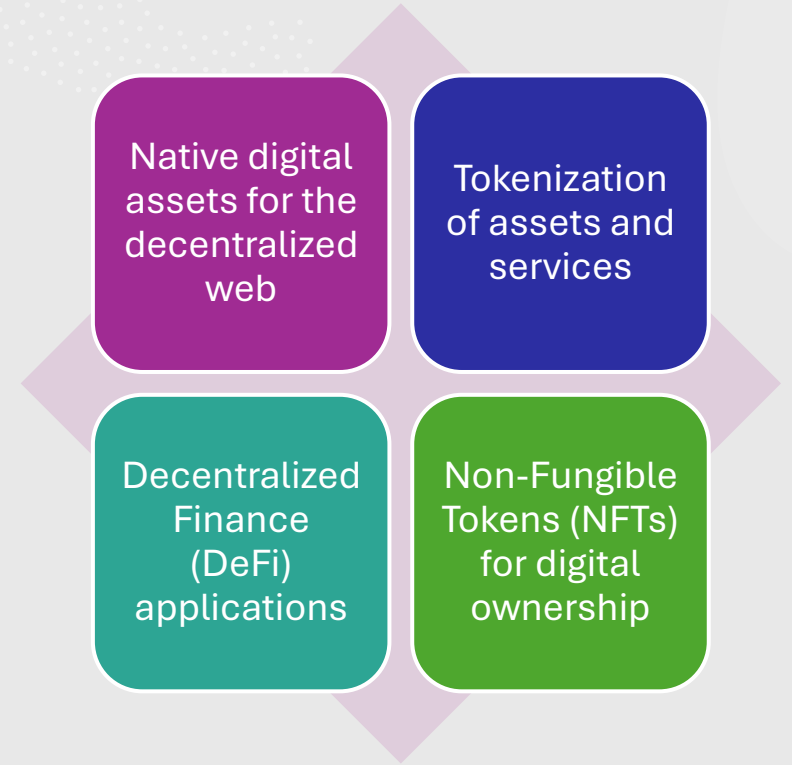 Native digital
assets for the
decentralized
web
Tokenization
of assets and
services
Decentralized
Finance
(DeFi)
applications
Non-Fungible
Tokens (NFTs)
for digital
ownership